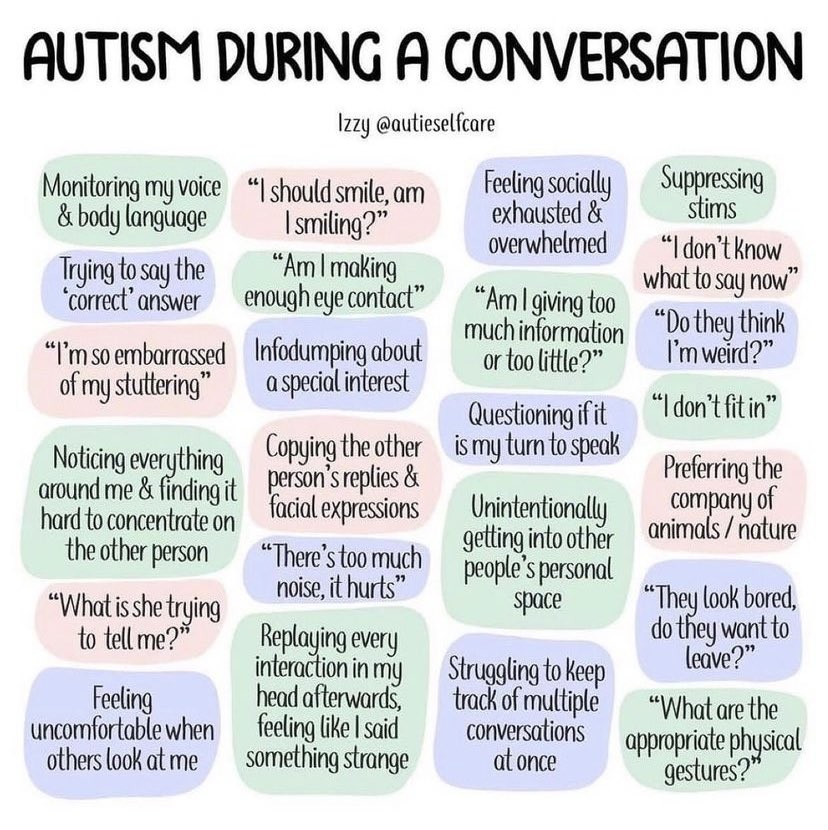 AUTISM DURING A CONVERSATION
Izzy @autieselfcare
Monitoring my voice
& body language
Trying to say the
‘correct’ answer
“I’m so embarrassed
of my stuttering”
Noticing everything
around me & finding it
hard to concentrate on
the other person
“What is she trying
to tell me?”
Feeling
uncomfortable when
others look at me
“I should smile, am
I smiling?”
“Am I making
enough eye contact”
Infodumping about
a special interest
Copying the other
person’s replies &
facial expressions
“There’s too much
noise, it hurts”
Replaying every
interaction in my
head afterwards,
feeling like I said
something strange
Feeling socially
exhausted &
overwhelmed
“Am I giving too
much information
or too little?”
Questioning if it
is my turn to speak
Unintentionally
getting into other
people’s personal
space
Struggling to keep
track of multiple
conversations
at once
Suppressing
stims
“I don’t know
what to say now”
“Do they think
I’m weird?”
“I don’t fit in”
Preferring the
company of
animals / nature
“They look bored,
do they want to
leave?”
“What are the
appropriate physical
gestures?”